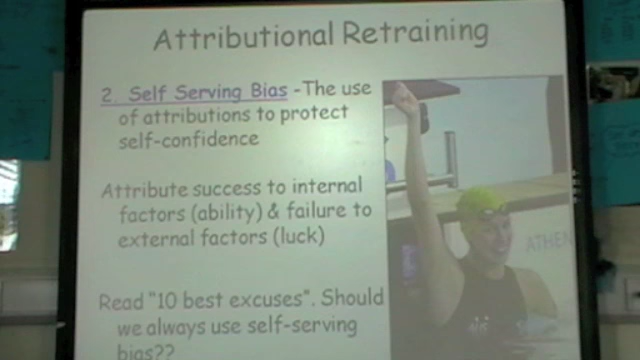 Attributional Retraining
2. Self Serving Bias -The use
of attributions to protect
self-confidence
Attribute success to internal
factors (ability) & failure to
external factors (luck)
Read "10 best excuses". Should
we always use self-serving
bias??
ATHEN